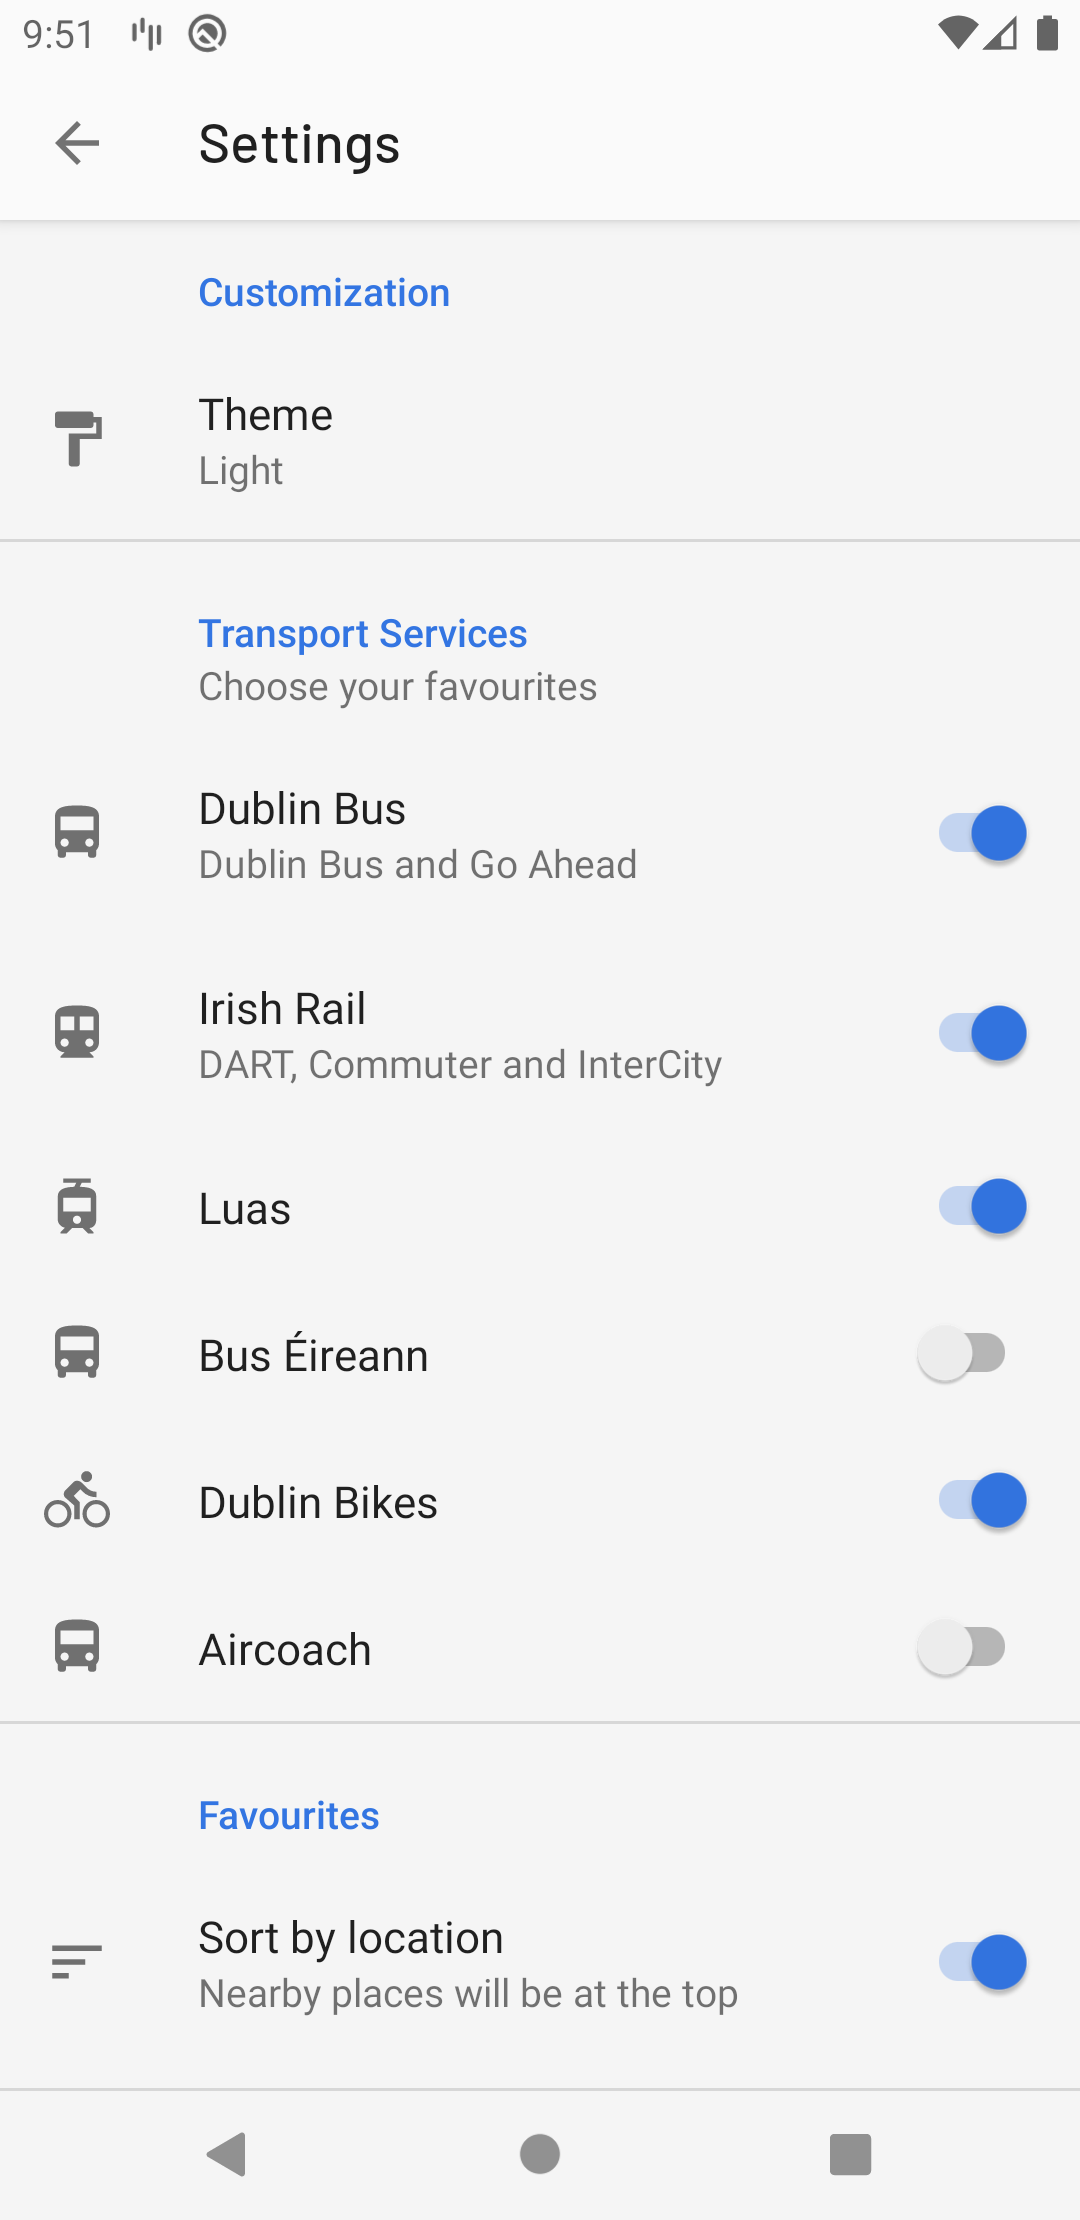 9:51
Settings
Customization
Theme
Light
Transport Services
Choose your favourites
Dublin Bus
Dublin Bus and Go Ahead
Irish Rail
DART, Commuter and InterCity
Luas
Bus Éireann
Dublin Bikes
Aircoach
Favourites
Sort by location
Nearby places will be at the top